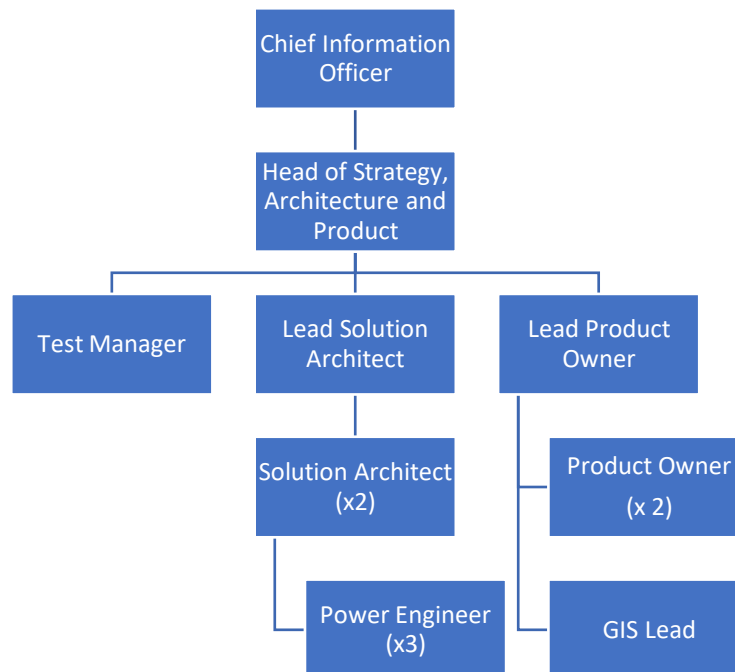 Chief Information
Officer
Head of Strategy,
Architecture and
Product
Test Manager
Lead Solution
Architect
Lead Product
Owner
Solution Architect
(x2)
Product Owner
(x 2)
Power Engineer
(x3)
GIS Lead